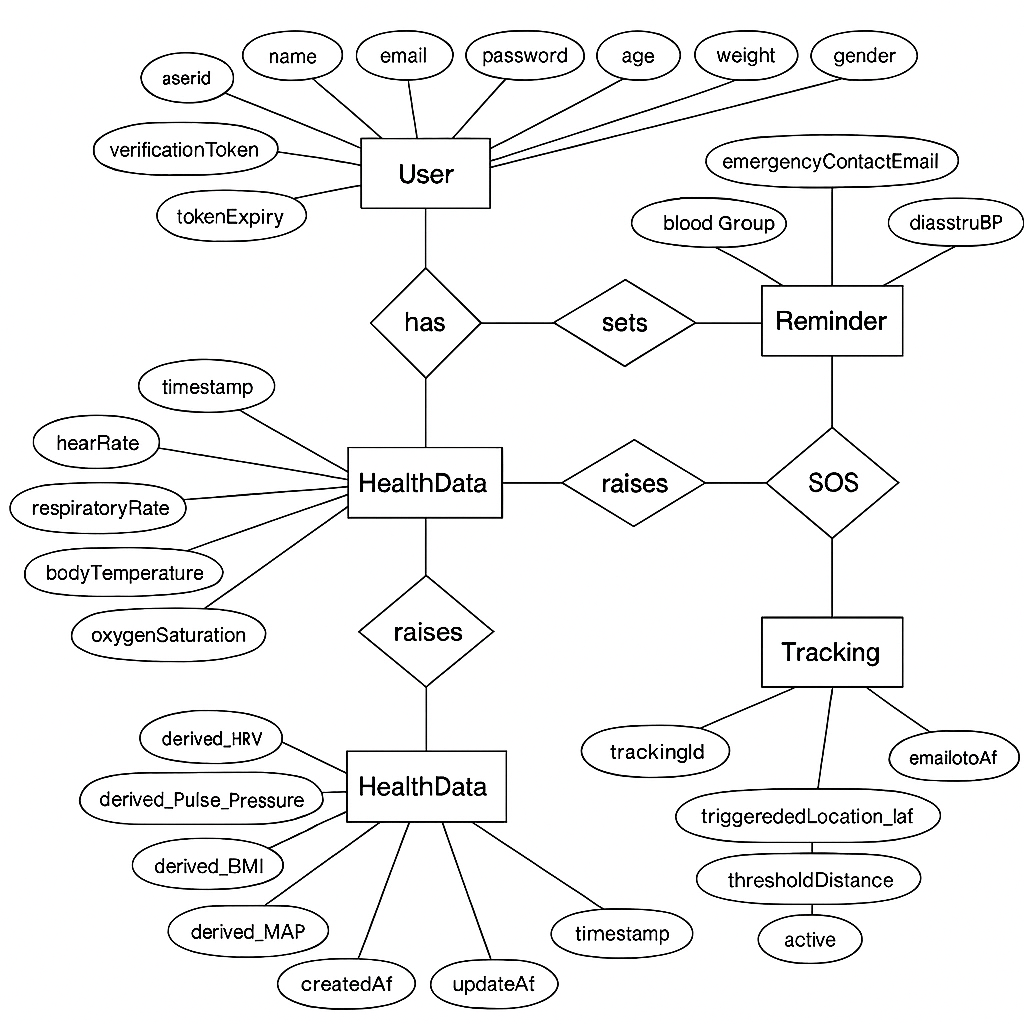 name
email
password
age
weight
gender
aserid
verificationToken
User
emergencyContactEmail
tokenExpiry
blood Group
diasstruBP
has
sets
Reminder
timestamp
hearRate
HealthData
raises
SOS
respiratoryRate
bodyTemperature
oxygenSaturation
raises
Tracking
derived_HRV
trackingId
emailotoAf
HealthData
derived_Pulse_Pressure
triggerededLocation_laf
derived_BMI
thresholdDistance
derived_MAP
timestamp
active
createdAf
updateAf